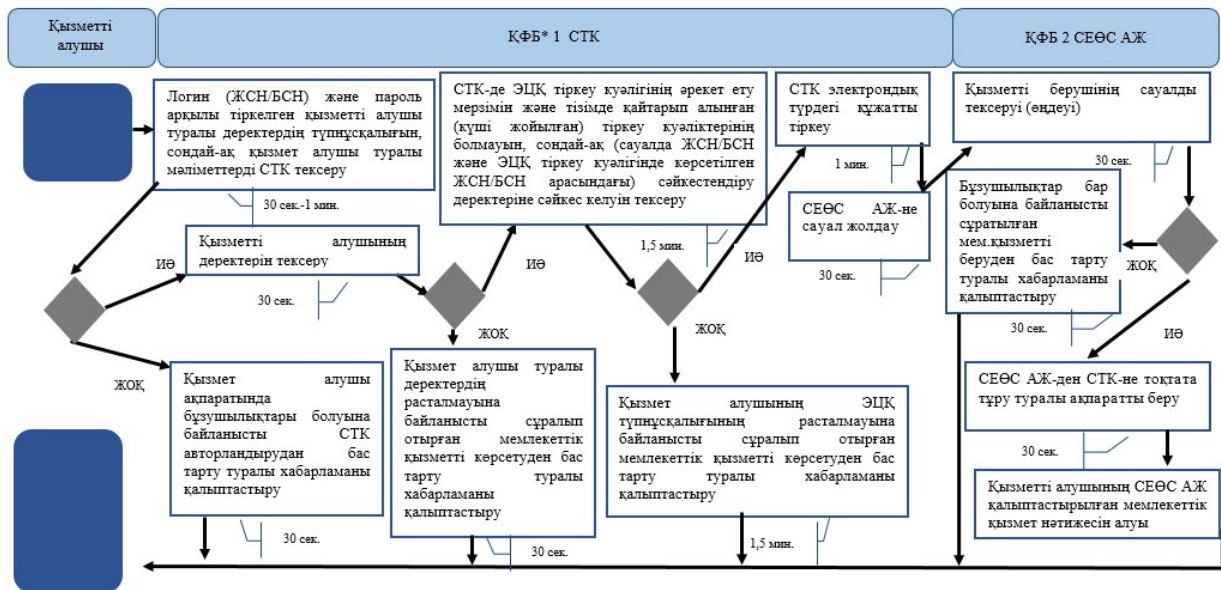 Қызметті
алушы
ҚФБ* 1 СТК
ҚФБ 2 СЕӨС АЖ
Логин (ЖСН/БСН) және пароль
арқылы тіркелген қызметті алушы
туралы деректердің түпнұсқалығын,
сондай-ақ қызмет алушы туралы
мәліметтерді СТК тексеру
30 сек.-1 мин.
СТК-де ЭЦҚ тіркеу куәлігінің әрекет ету
мерзімін және тізімде қайтарып алынған
(күші жойылған) тіркеу куәліктерінің
болмауын, сондай-ақ (сауалда ЖСН/БСН
және ЭЦҚ тіркеу куәлігінде көрсетілген
ЖСН/БСН арасындағы) сәйкестендіру
деректеріне сәйкес келуін тексеру
1,5 мин.
СТК электрондық
түрдегі құжатты
тіркеу
1 мин.
Қызметті берушінің сауалды
тексеруі (өңдеуі)
30 сек.
СЕӨС АЖ-не
сауал жолдау
30 сек.
Бұзушылықтар бар
болуына байланысты
сұратылған
мем.қызметті
беруден бас тарту
туралы хабарламаны
қалыптастыру
30 сек.
ЖОҚ
ИӘ
Қызметті алушының
деректерін тексеру
30 сек.
ИӘ
ИӘ
ИӘ
ЖОҚ
ЖОҚ
ЖОҚ
Қызмет алушы
ақпаратында
бұзушылықтары болуына
байланысты СТК
авторландырудан бас
тарту туралы хабарламаны
қалыптастыру
30 сек.
Қызмет алушы туралы
деректердің
расталмауына
байланысты сұралып
отырған мемлекеттік
қызметті көрсетуден бас
тарту туралы
хабарламаны
қалыптастыру
30 сек.
Қызмет алушының ЭЦҚ
түпнұсқалығының расталмауына
байланысты сұралып отырған
мемлекеттік қызметті көрсетуден бас
тарту туралы хабарламаны
қалыптастыру
1,5 мин.
СЕӨС АЖ-ден СТК-не тоқтата
тұру туралы ақпаратты беру
30 сек.
Қызметті алушының СЕӨС АЖ
қалыптастырылған мемлекеттік
қызмет нәтижесін алуы